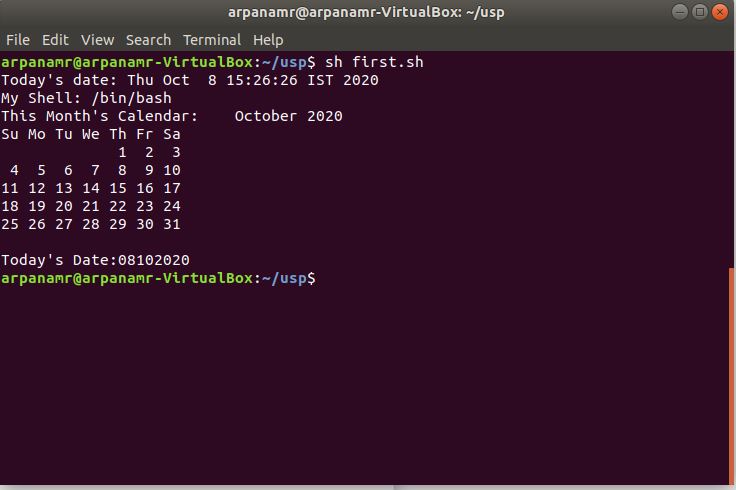 arpanamr@arpanamr-VirtualBox: ~/usp
File Edit View Search Terminal Help
arpanamr@arpanamr-VirtualBox:~/usp$ sh first.sh
Today's date: Thu Oct  8 15:26:26 IST 2020
My Shell: /bin/bash
This Month's Calendar:    October 2020
Su Mo Tu We Th Fr Sa
             1  2  3
 4  5  6  7  8  9 10
11 12 13 14 15 16 17
18 19 20 21 22 23 24
25 26 27 28 29 30 31
Today's Date:08102020
arpanamr@arpanamr-VirtualBox:~/usp$